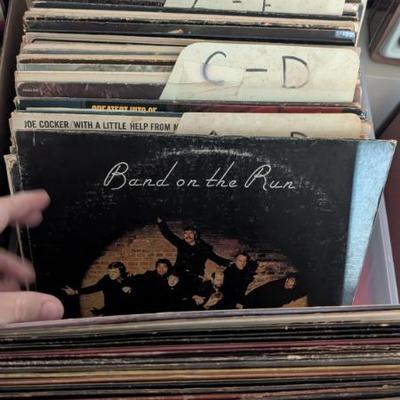 C-D
GREATEST HITS OF
JOE COCKER/WITH A LITTLE HELP FROM
Band on the Run